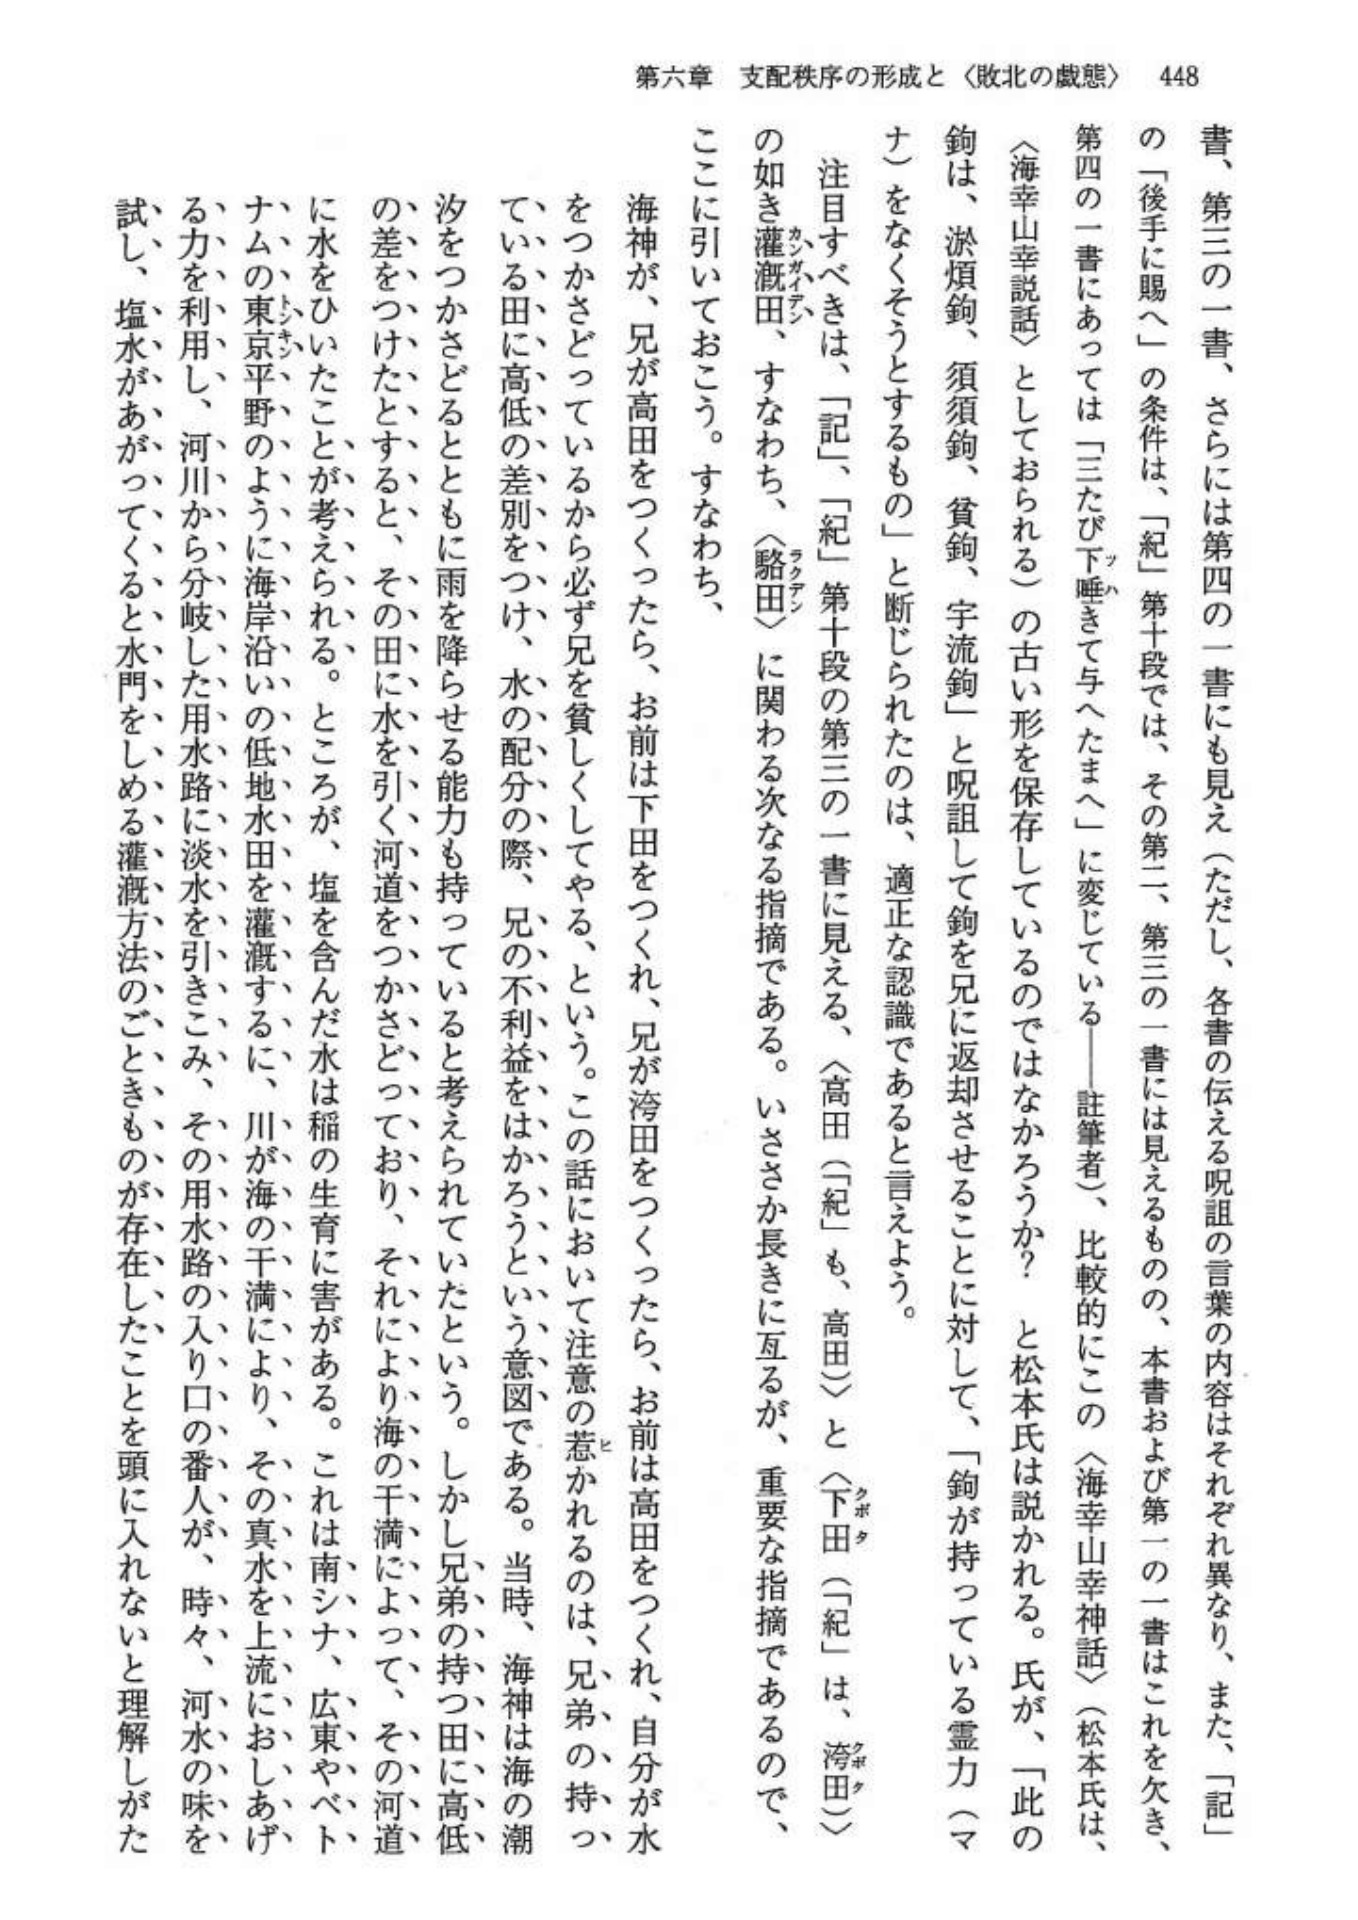 第六章　支配秩序の形成と〈敗北の戯態〉　448
書、第三の一書、さらには第四の一書にも見え（ただし、各書の伝える呪詛の言葉の内容はそれぞれ異なり、また、「記」
の「後手に賜へ」の条件は、「紀」第十段では、その第二、第三の一書には見えるものの、本書および第一の一書はこれを欠き、
第四の一書にあっては「三たび下唾きて与へたまへ」に変じている――註筆者）、比較的にこの〈海幸山幸神話〉（松本氏は、
〈海幸山幸説話〉としておられる）の古い形を保存しているのではなかろうか？　と松本氏は説かれる。氏が、「此の
鉤は、淤煩鉤、須須鉤、貧鉤、宇流鉤」と呪詛して鉤を兄に返却させることに対して、「鉤が持っている霊力（マ
ナ）をなくそうとするもの」と断じられたのは、適正な認識であると言えよう。
注目すべきは、「記」、「紀」第十段の第三の一書に見える、〈高田（「紀」も、高田）〉と〈下田（「紀」は、洿田）〉
の如き灌漑田、すなわち、〈駱田〉に関わる次なる指摘である。いささか長きに亙るが、重要な指摘であるので、
ここに引いておこう。すなわち、
海神が、兄が高田をつくったら、お前は下田をつくれ、兄が洿田をつくったら、お前は高田をつくれ、自分が水
をつかさどっているから必ず兄を貧しくしてやる、という。この話において注意の惹かれるのは、兄弟の持っ
ている田に高低の差別をつけ、水の配分の際、兄の不利益をはかろうという意図である。当時、海神は海の潮
汐をつかさどるとともに雨を降らせる能力も持っていると考えられていたという。しかし兄弟の持つ田に高低
の差をつけたとすると、その田に水を引く河道をつかさどっており、それにより海の干満によって、その河道
に水をひいたことが考えられる。ところが、塩を含んだ水は稲の生育に害がある。これは南シナ、広東やベト
ナムの東京平野のように海岸沿いの低地水田を灌漑するに、川が海の干満により、その真水を上流におしあげ
る力を利用し、河川から分岐した用水路に淡水を引きこみ、その用水路の入り口の番人が、時々、河水の味を
試し、塩水があがってくると水門をしめる灌漑方法のごときものが存在したことを頭に入れないと理解しがた